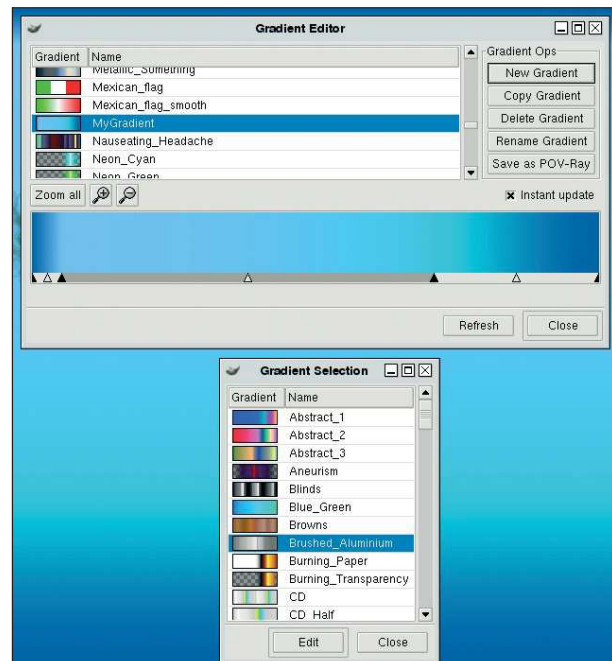 Gradient Editor
Gradient Name
Metallic_Something
Mexican_flag
Mexican_flag_smooth
MyGradient
Nauseating_Headache
Neon_Cyan
Neon_Green
Gradient Ops
New Gradient
Copy Gradient
Delete Gradient
Rename Gradient
Save as POV-Ray
Zoom all
Instant update
Refresh Close
Gradient Selection
Gradient Name
Abstract_1
Abstract_2
Abstract_3
Aneurism
Blinds
Blue_Green
Browns
Brushed_Aluminium
Burning_Paper
Burning_Transparency
CD
CD_Half
Edit Close